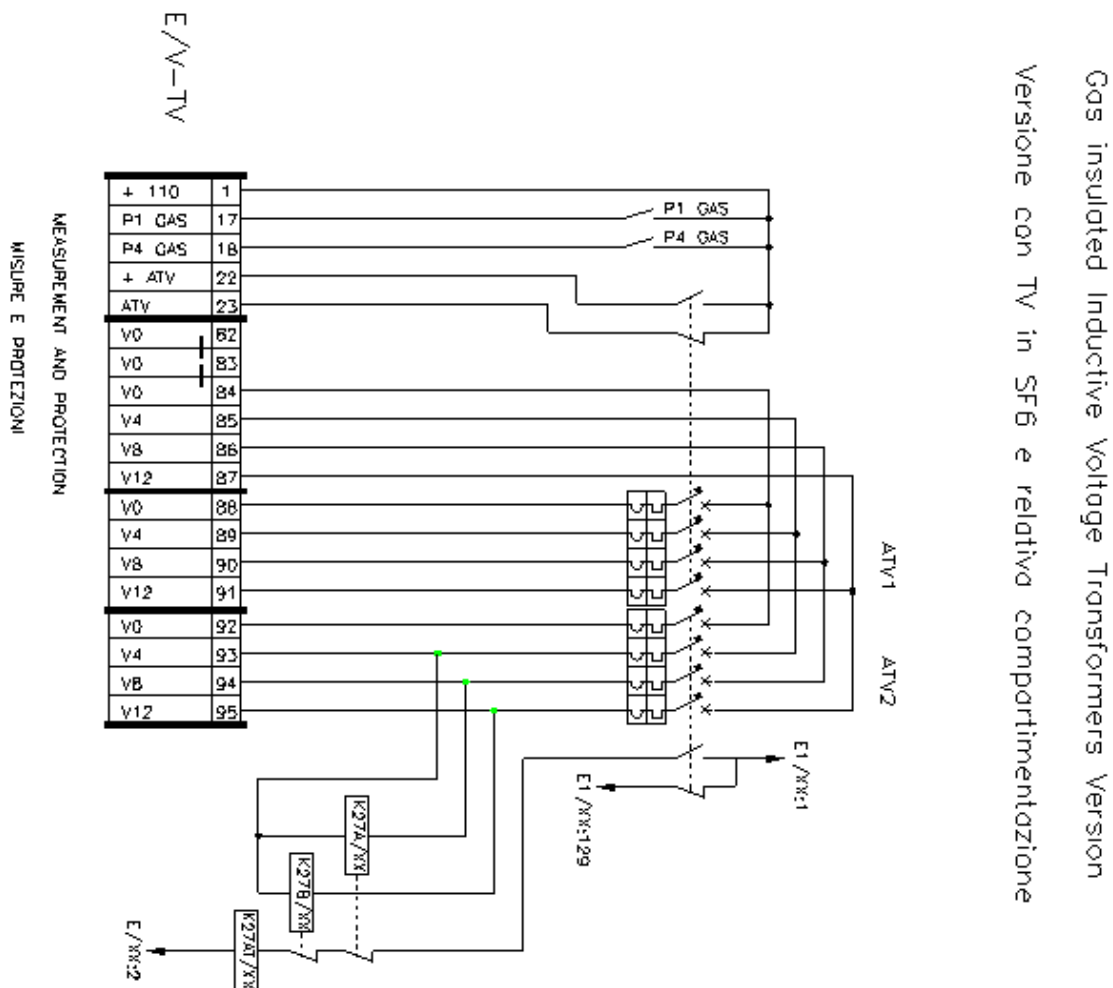 Gas insulated Inductive Voltage Transformers Version
Versione con TV in SF6 e relativa compartimentazione
E/V-TV
MEASUREMENT AND PROTECTION
MISURE E PROTEZIONI
+ 110 1
P1 GAS 17
P4 GAS 18
+ ATV 22
ATV 23
V0 82
V0 83
V0 84
V4 85
V8 86
V12 87
V0 88
V4 89
V8 90
V12 91
V0 92
V4 93
V8 94
V12 95
P1 GAS
P4 GAS
ATV1
ATV2
E1/XX:1
E1/XX:129
K27A/XX
K27B/XX
K27AT/XX
E/XX:2